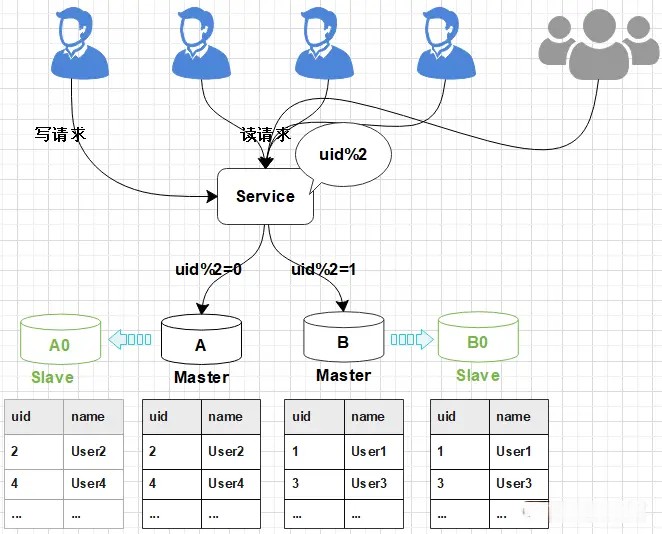 写请求
读请求
uid%2
Service
uid%2=0
uid%2=1
A0
A
B
B0
Slave
Master
Master
Slave
uid name
2 User2
4 User4
... ...
uid name
2 User2
4 User4
... ...
uid name
1 User1
3 User3
... ...
uid name
1 User1
3 User3
... ...